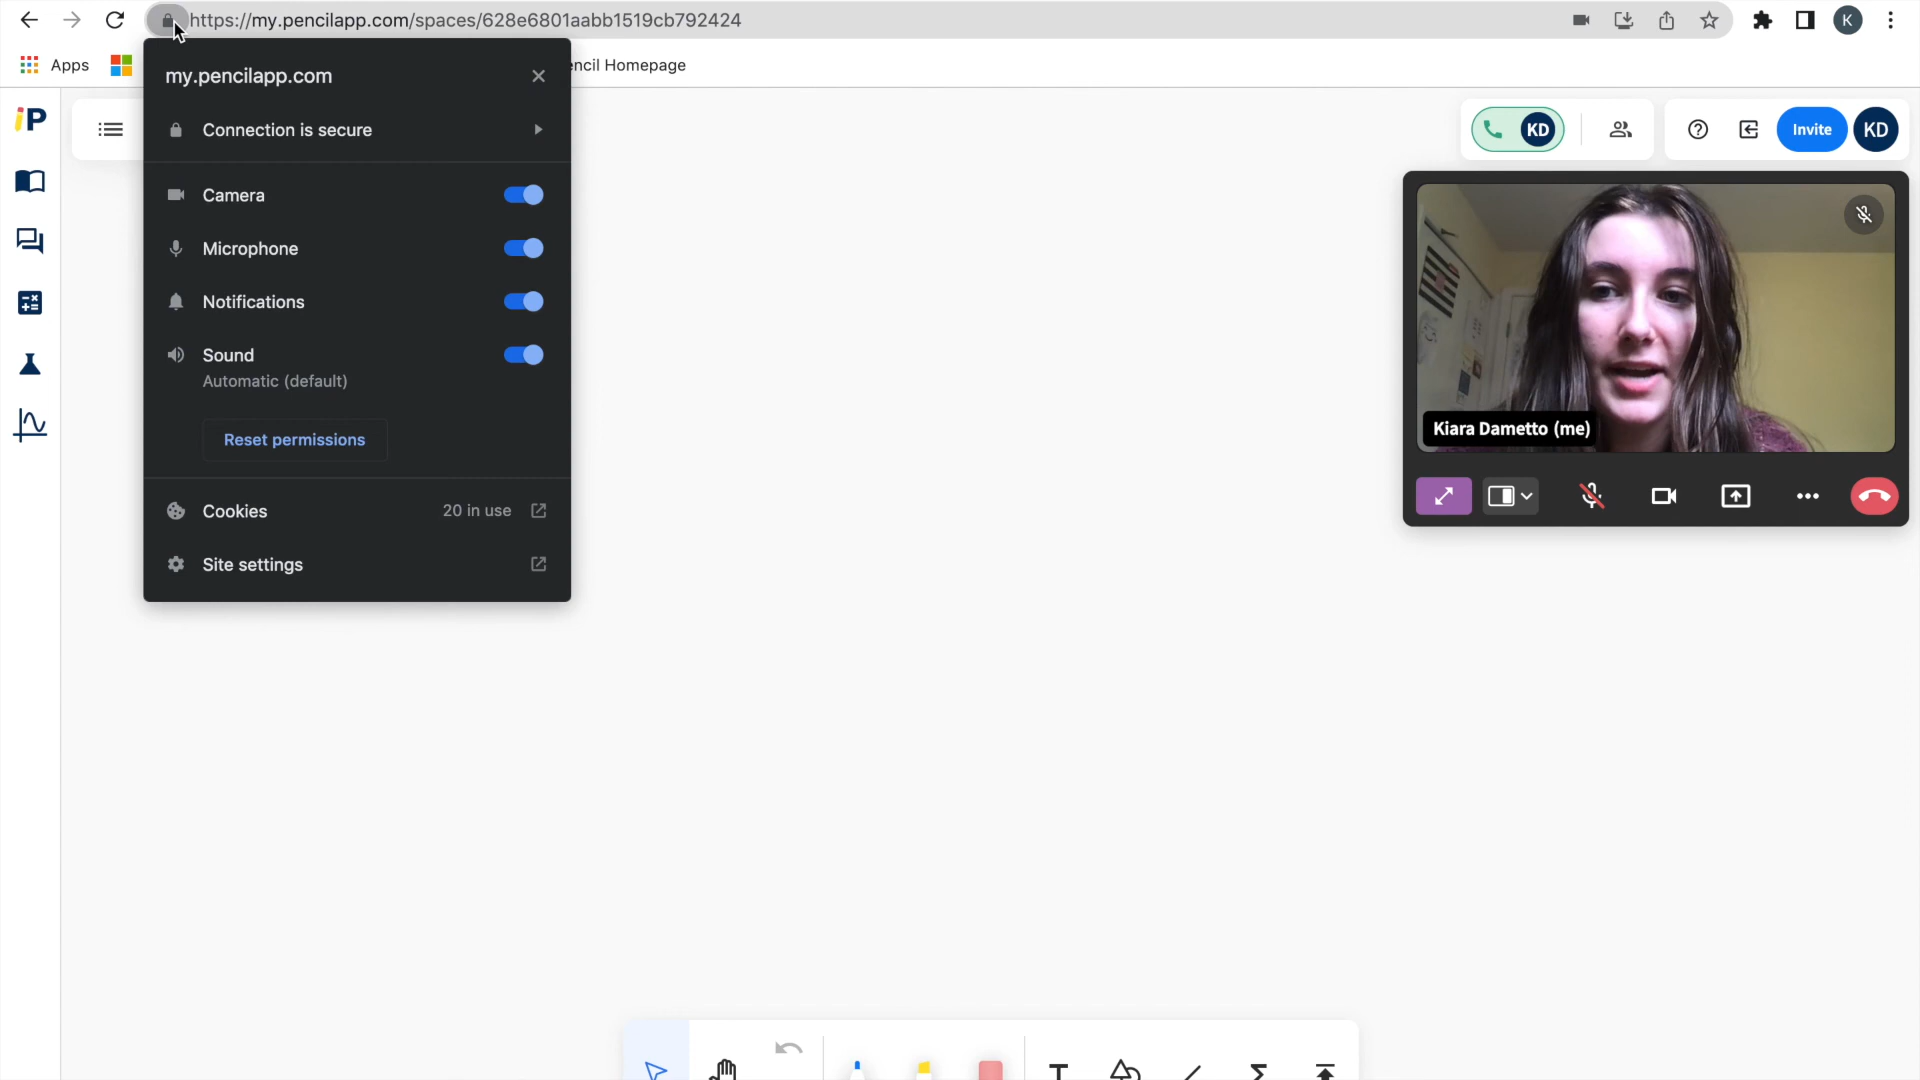 https://my.pencilapp.com/spaces/628e6801aabb1519cb792424
K
Apps
encil Homepage
my.pencilapp.com
Connection is secure
Camera
Microphone
Notifications
Sound
Automatic (default)
Reset permissions
Cookies
20 in use
Site settings
iP
KD
Invite
KD
Kiara Dametto (me)
T
Σ